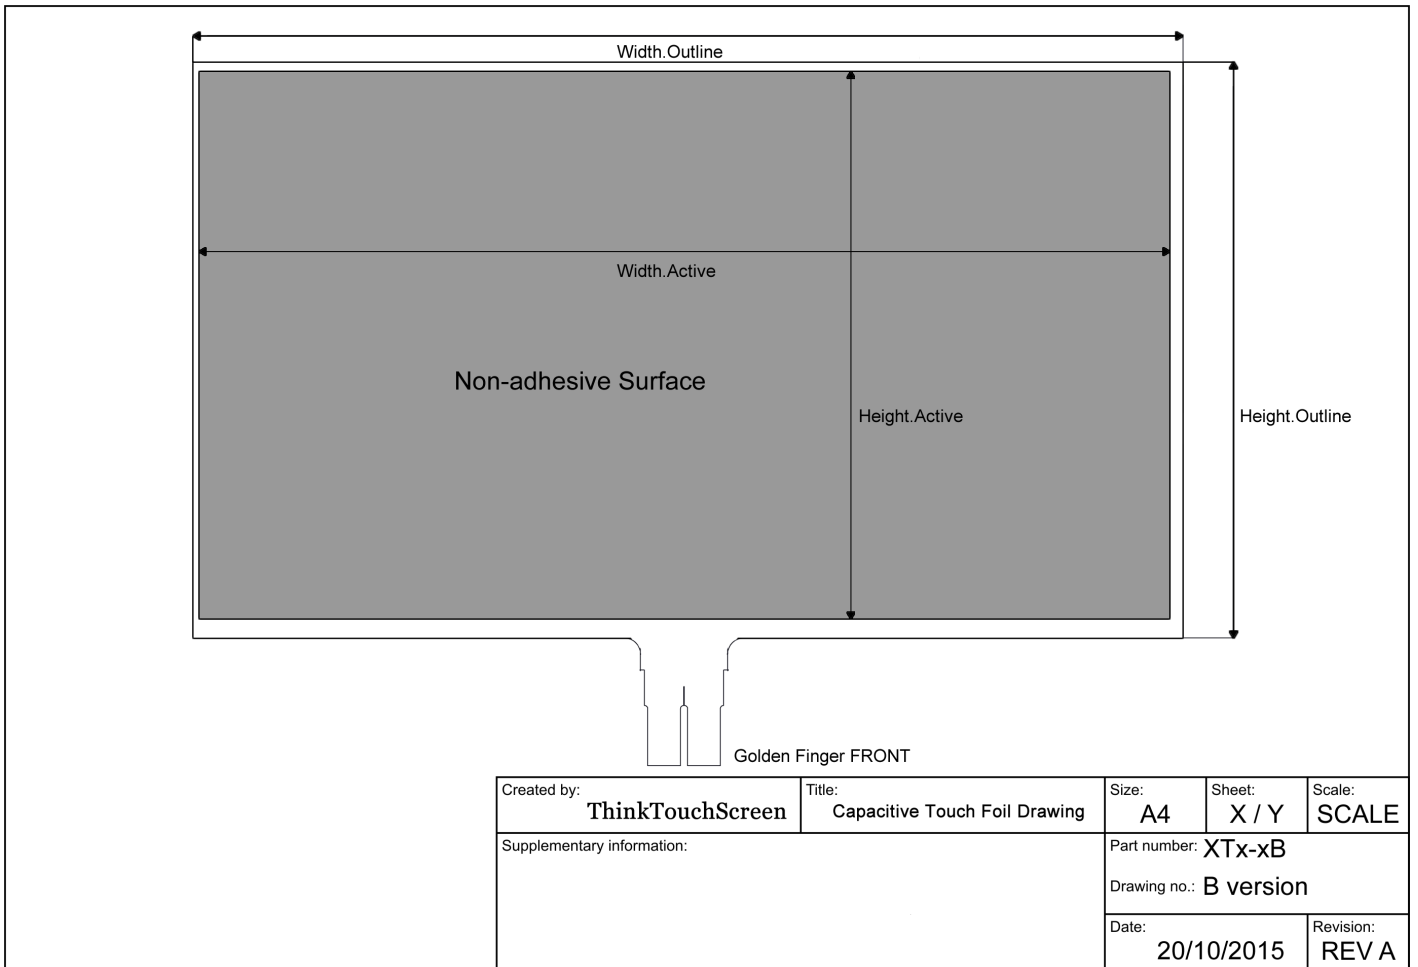 Width.Outline
Width.Active
Non-adhesive Surface
Height.Active
Height.Outline
Golden Finger FRONT
Created by:
ThinkTouchScreen
Title:
Capacitive Touch Foil Drawing
Size:
A4
Sheet:
X / Y
Scale:
SCALE
Supplementary information:
Part number: XTx-xB
Drawing no.: B version
Date:
20/10/2015
Revision:
REV A